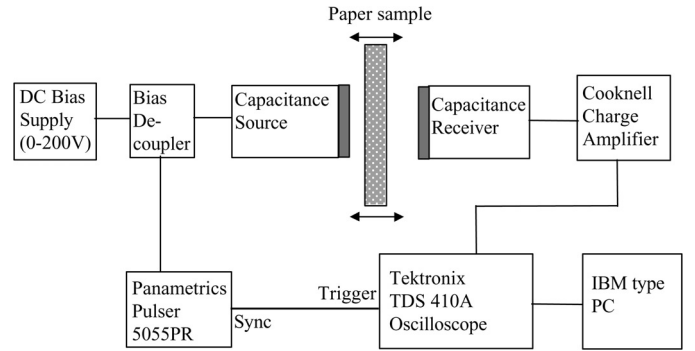 Paper sample
DC Bias
Supply
(0-200V)
Bias
De-
coupler
Capacitance
Source
Capacitance
Receiver
Cooknell
Charge
Amplifier
Panametrics
Pulser
5055PR
Sync
Trigger
Tektronix
TDS 410A
Oscilloscope
IBM type
PC